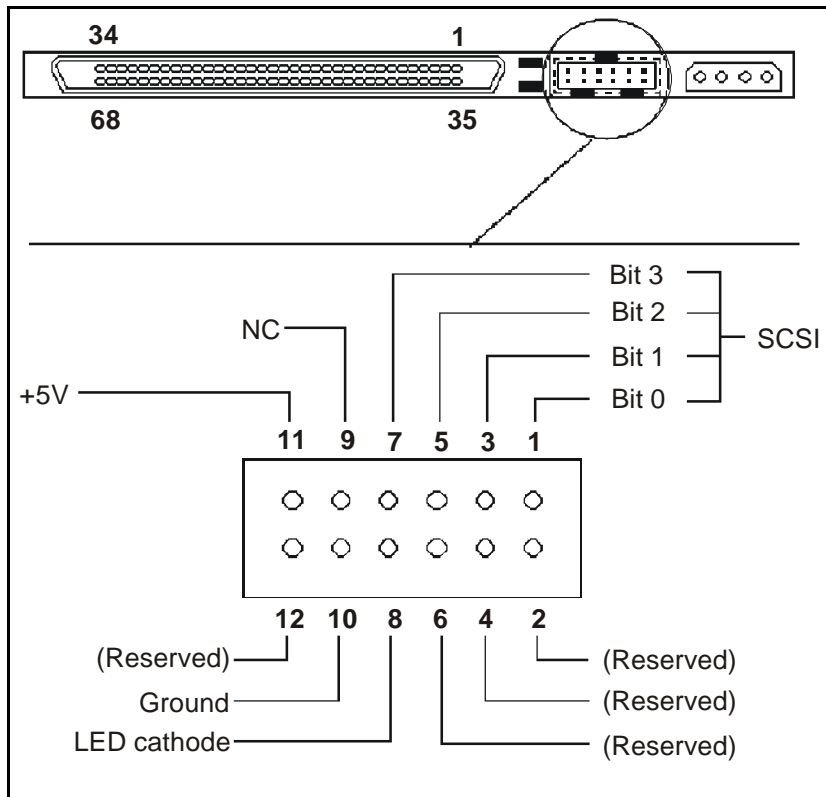 34 1
68 35
Bit 3
Bit 2
NC
SCSI
Bit 1
+5V
Bit 0
11 9 7 5 3 1
12 10 8 6 4 2
(Reserved) (Reserved)
Ground (Reserved)
LED cathode (Reserved)